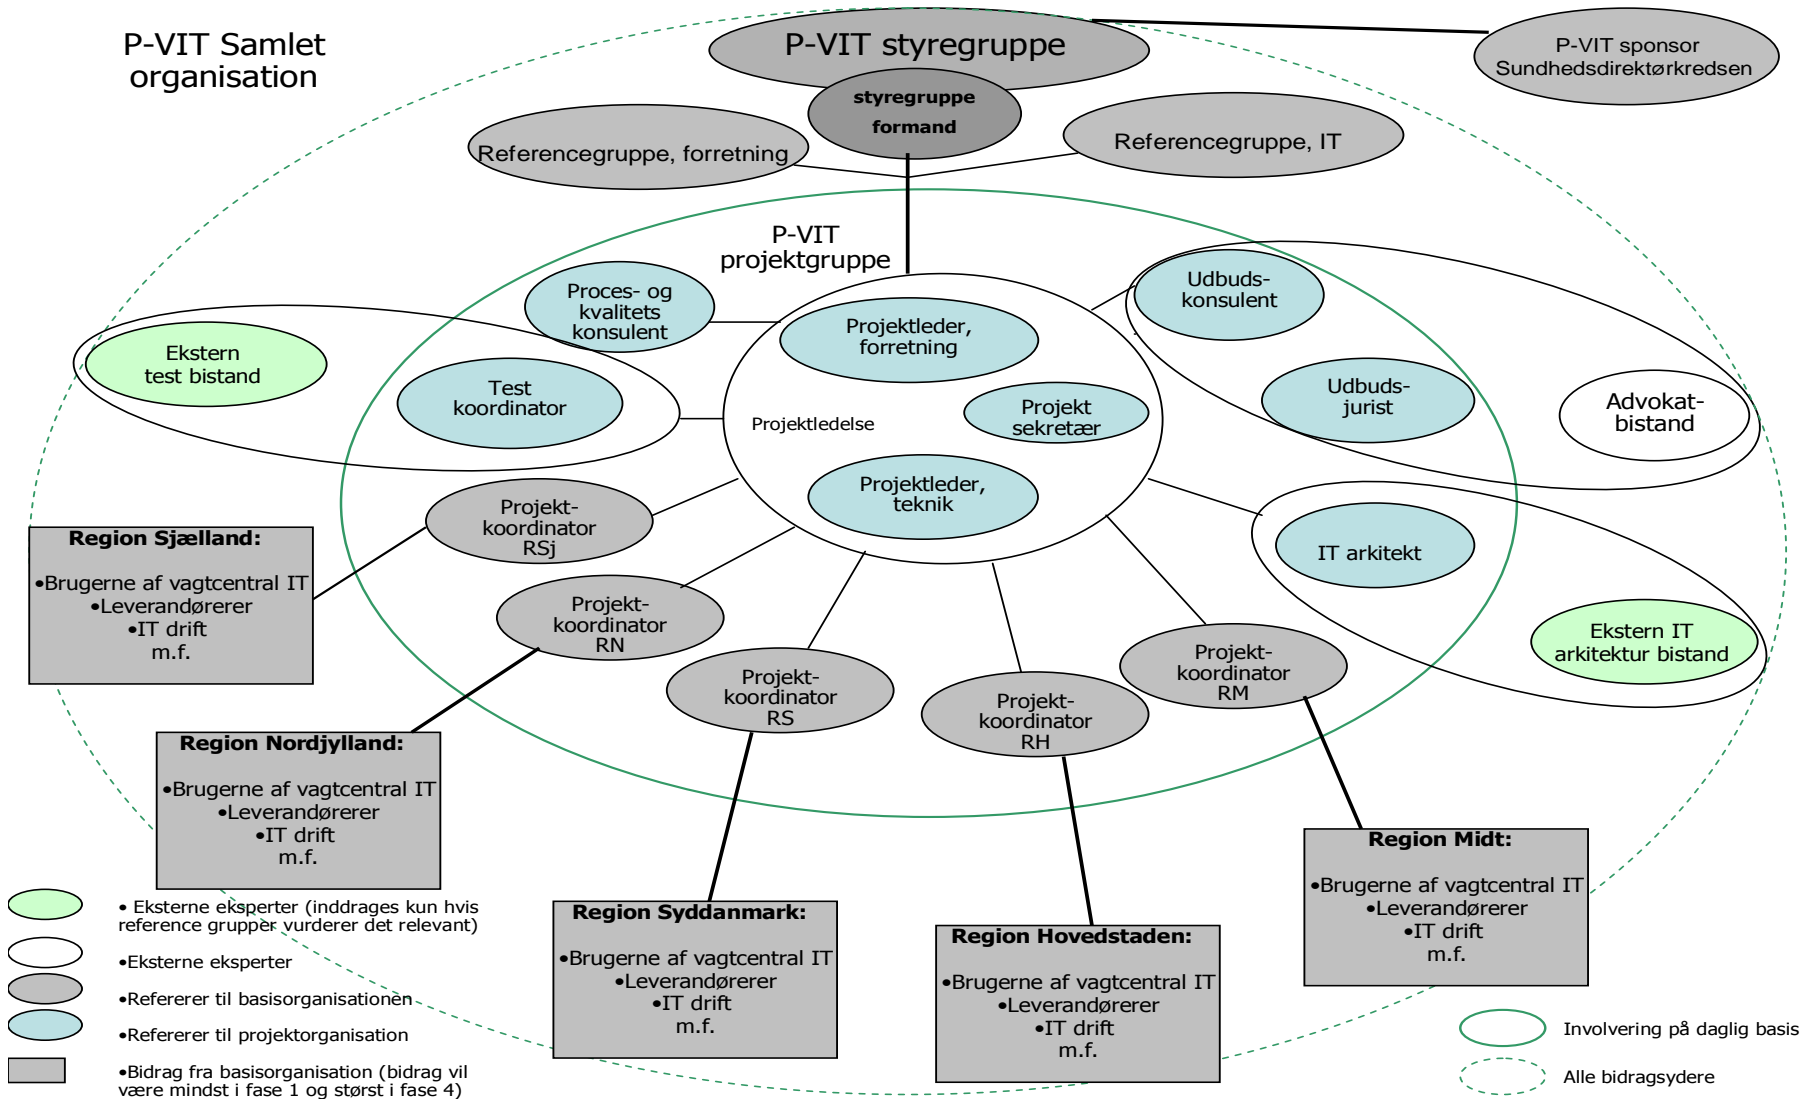 P-VIT Samlet
organisation
P-VIT styregruppe
styregruppe
formand
P-VIT sponsor
Sundhedsdirektørkredsen
Referencegruppe, forretning
Referencegruppe, IT
P-VIT
projektgruppe
Proces- og
kvalitets
konsulent
Projektleder,
forretning
Udbuds-
konsulent
Ekstern
test bistand
Test
koordinator
Projektledelse
Projekt
sekretær
Udbuds-
jurist
Advokat-
bistand
Projektleder,
teknik
Projekt-
koordinator
RSj
IT arkitekt
Projekt-
koordinator
RN
Projekt-
koordinator
RS
Projekt-
koordinator
RH
Projekt-
koordinator
RM
Ekstern IT
arkitektur bistand
Region Sjælland:
•Brugerne af vagtcentral IT
•Leverandørerer
•IT drift
m.f.
Region Nordjylland:
•Brugerne af vagtcentral IT
•Leverandørerer
•IT drift
m.f.
Region Syddanmark:
•Brugerne af vagtcentral IT
•Leverandørerer
•IT drift
m.f.
Region Hovedstaden:
•Brugerne af vagtcentral IT
•Leverandørerer
•IT drift
m.f.
Region Midt:
•Brugerne af vagtcentral IT
•Leverandørerer
•IT drift
m.f.
• Eksterne eksperter (inddrages kun hvis
reference grupper vurderer det relevant)
•Eksterne eksperter
•Refererer til basisorganisationen
•Refererer til projektorganisation
•Bidrag fra basisorganisation (bidrag vil
være mindst i fase 1 og størst i fase 4)
Involvering på daglig basis
Alle bidragsydere